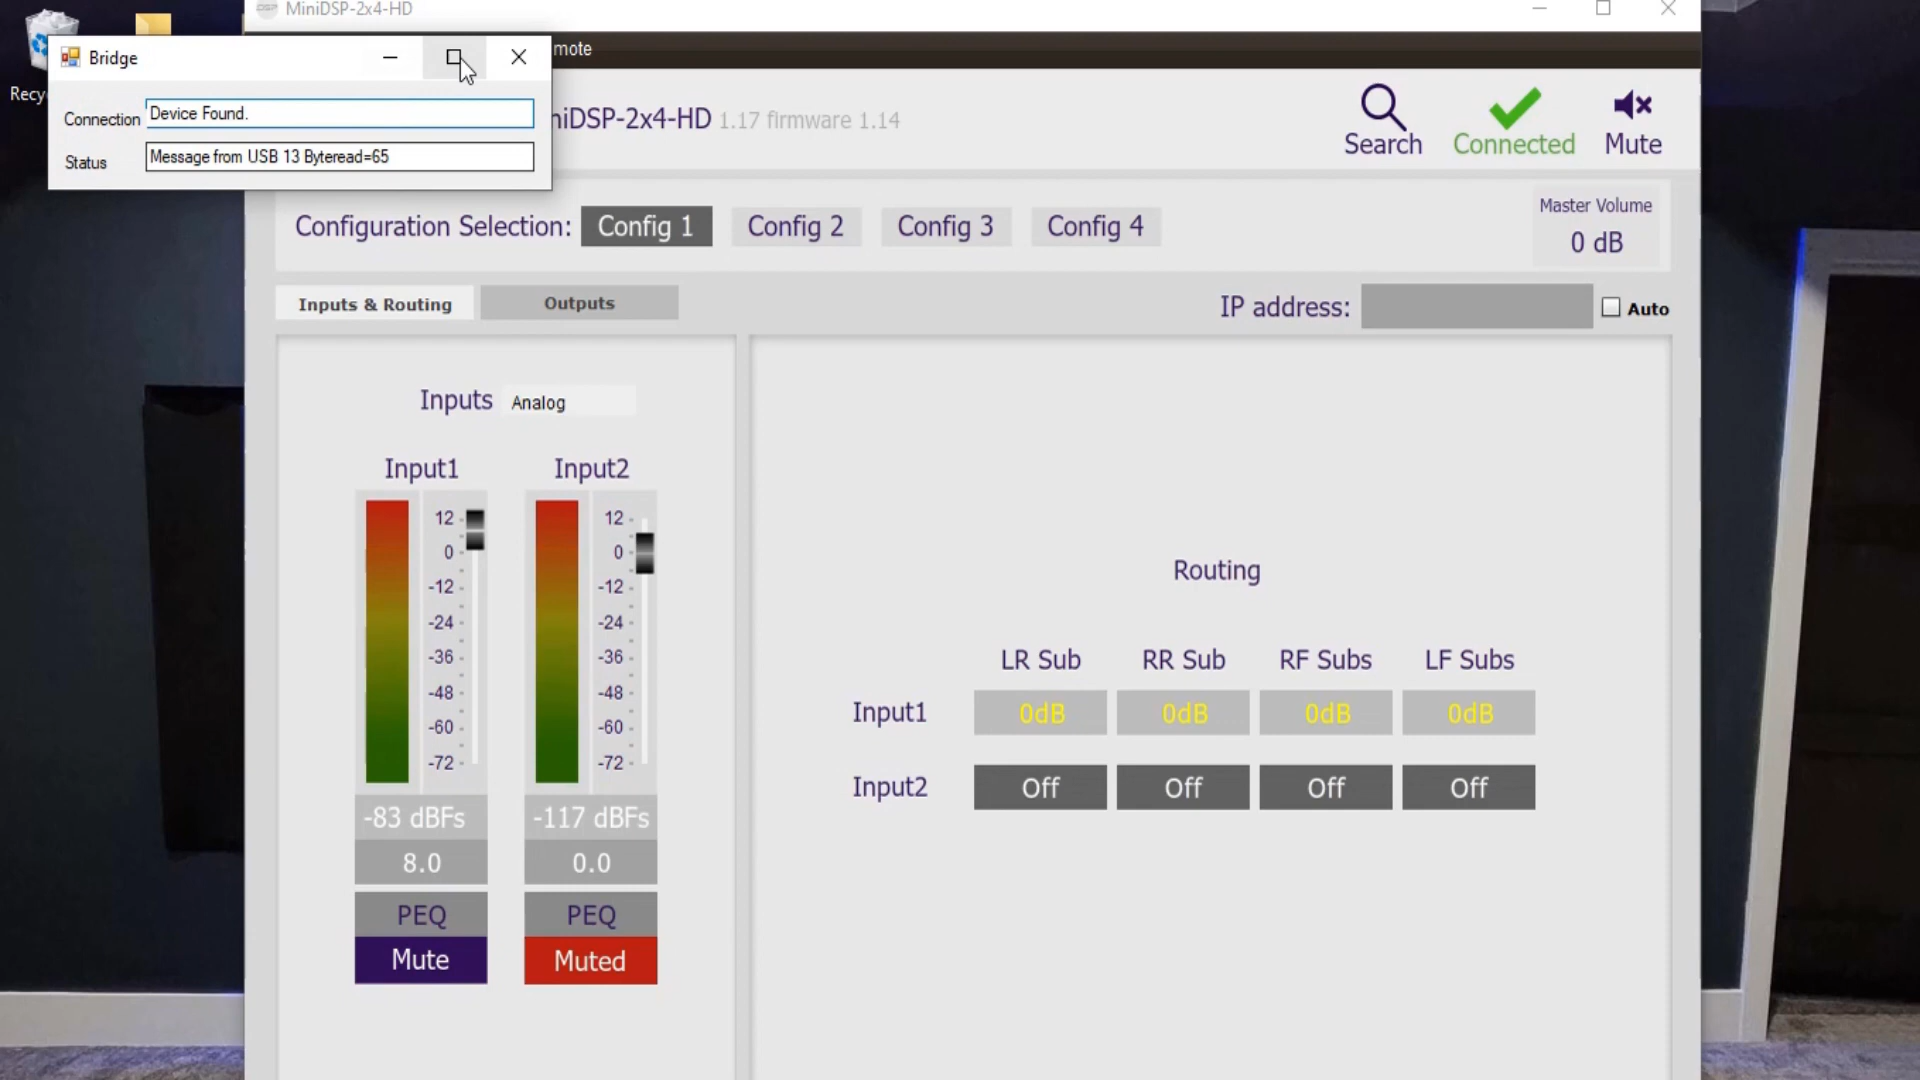 MiniDSP-2x4-HD
Bridge
mote
Recy
Connection Device Found.
Status Message from USB 13 Byteread=65
niDSP-2x4-HD 1.17 firmware 1.14
Search Connected Mute
Configuration Selection: Config 1 Config 2 Config 3 Config 4
Master Volume
0 dB
Inputs & Routing Outputs
IP address: Auto
Inputs Analog
Input1 Input2
12 12
0 0
-12 -12
-24 -24
-36 -36
-48 -48
-60 -60
-72 -72
-83 dBFs -117 dBFs
8.0 0.0
PEQ PEQ
Mute Muted
Routing
LR Sub RR Sub RF Subs LF Subs
Input1 0dB 0dB 0dB 0dB
Input2 Off Off Off Off